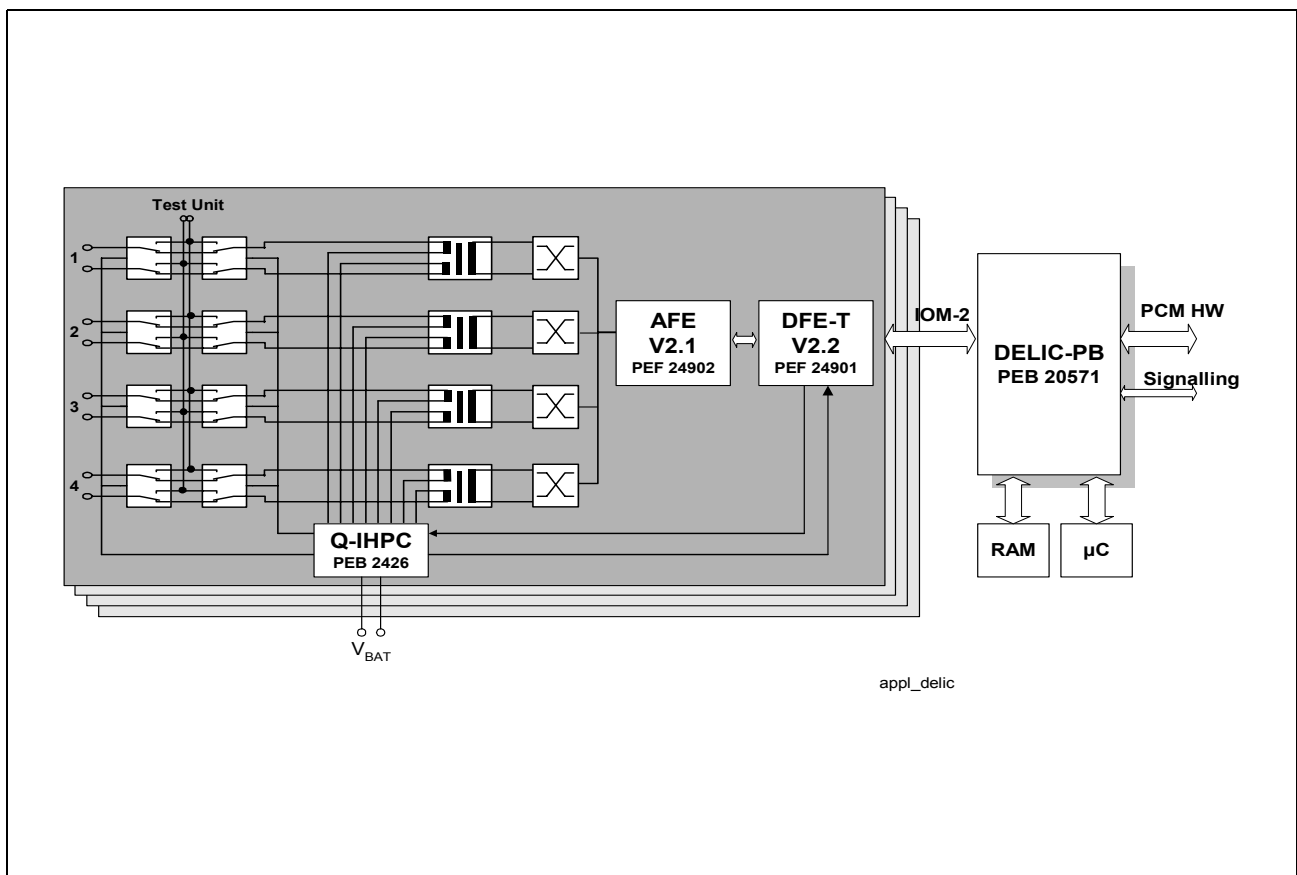 Test Unit
1
2
3
4
AFE
V2.1
PEF 24902
DFE-T
V2.2
PEF 24901
IOM-2
DELIC-PB
PEB 20571
PCM HW
Signalling
Q-IHPC
PEB 2426
RAM
µC
VBAT
appl_delic